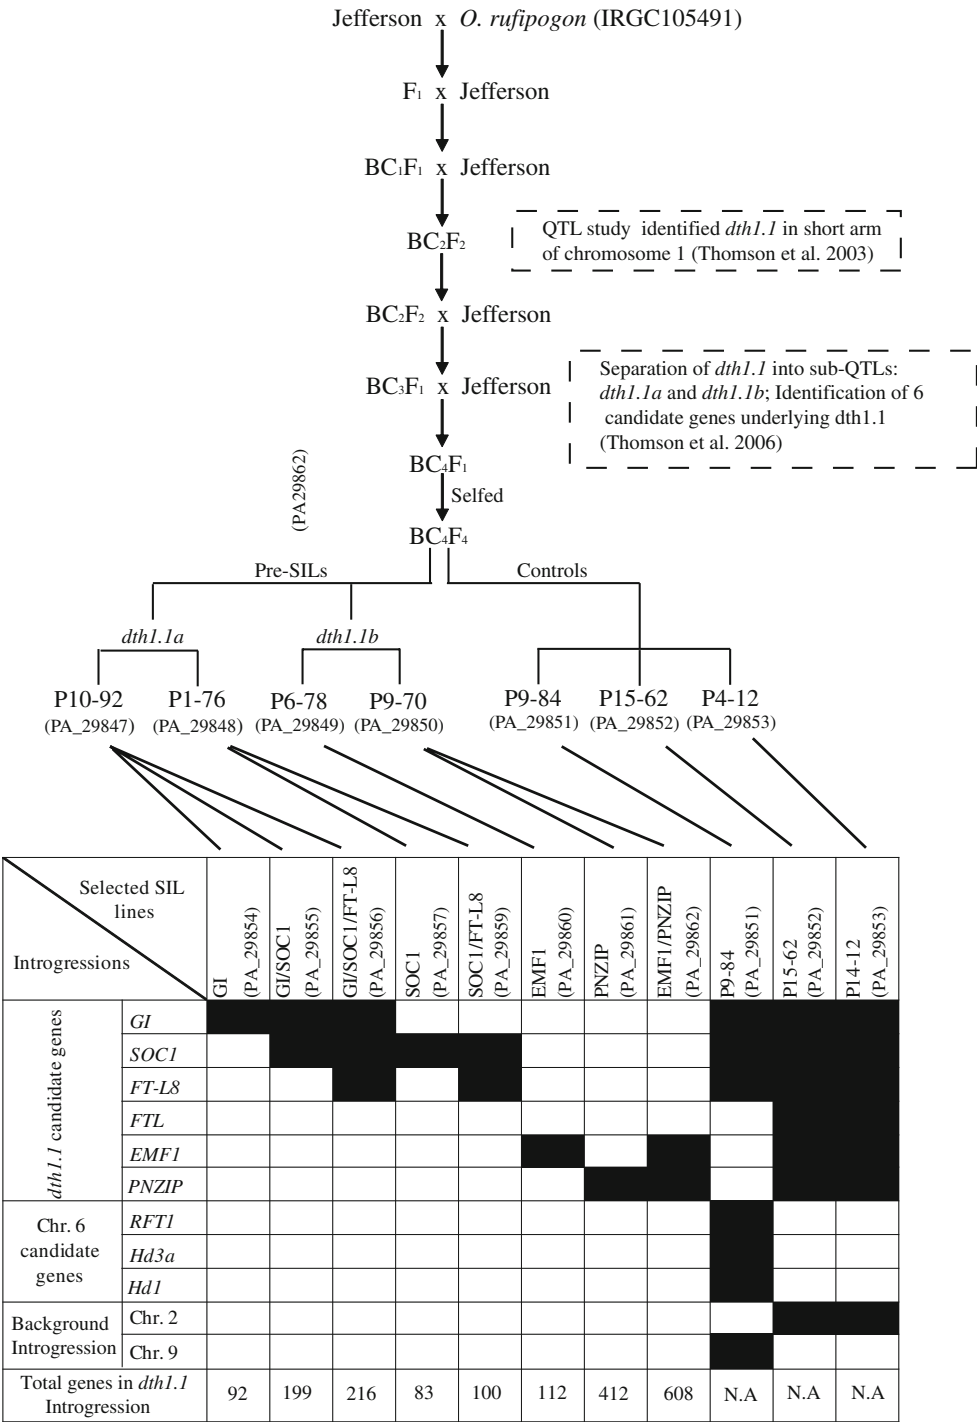 Jefferson x O. rufipogon (IRGC105491)
F1 x Jefferson
BC1F1 x Jefferson
BC2F2
QTL study identified dth1.1 in short arm
of chromosome 1 (Thomson et al. 2003)
BC2F2 x Jefferson
BC3F1 x Jefferson
Separation of dth1.1 into sub-QTLs:
dth1.1a and dth1.1b; Identification of 6
candidate genes underlying dth1.1
(Thomson et al. 2006)
BC4F1
(PA29862)
Selfed
BC4F4
Pre-SILs Controls
dth1.1a dth1.1b
P10-92 P1-76 P6-78 P9-70 P9-84 P15-62 P4-12
(PA_29847) (PA_29848) (PA_29849) (PA_29850) (PA_29851) (PA_29852) (PA_29853)
Selected SIL
lines
Introgressions
GI
(PA_29854)
GI/SOC1
(PA_29855)
GI/SOC1/FT-L8
(PA_29856)
SOC1
(PA_29857)
SOC1/FT-L8
(PA_29859)
EMF1
(PA_29860)
PNZIP
(PA_29861)
EMF1/PNZIP
(PA_29862)
P9-84
(PA_29851)
P15-62
(PA_29852)
P14-12
(PA_29853)
dth1.1 candidate genes
GI
SOC1
FT-L8
FTL
EMF1
PNZIP
Chr. 6
candidate
genes
RFT1
Hd3a
Hd1
Background
Introgression
Chr. 2
Chr. 9
Total genes in dth1.1
Introgression
92 199 216 83 100 112 412 608 N.A N.A N.A